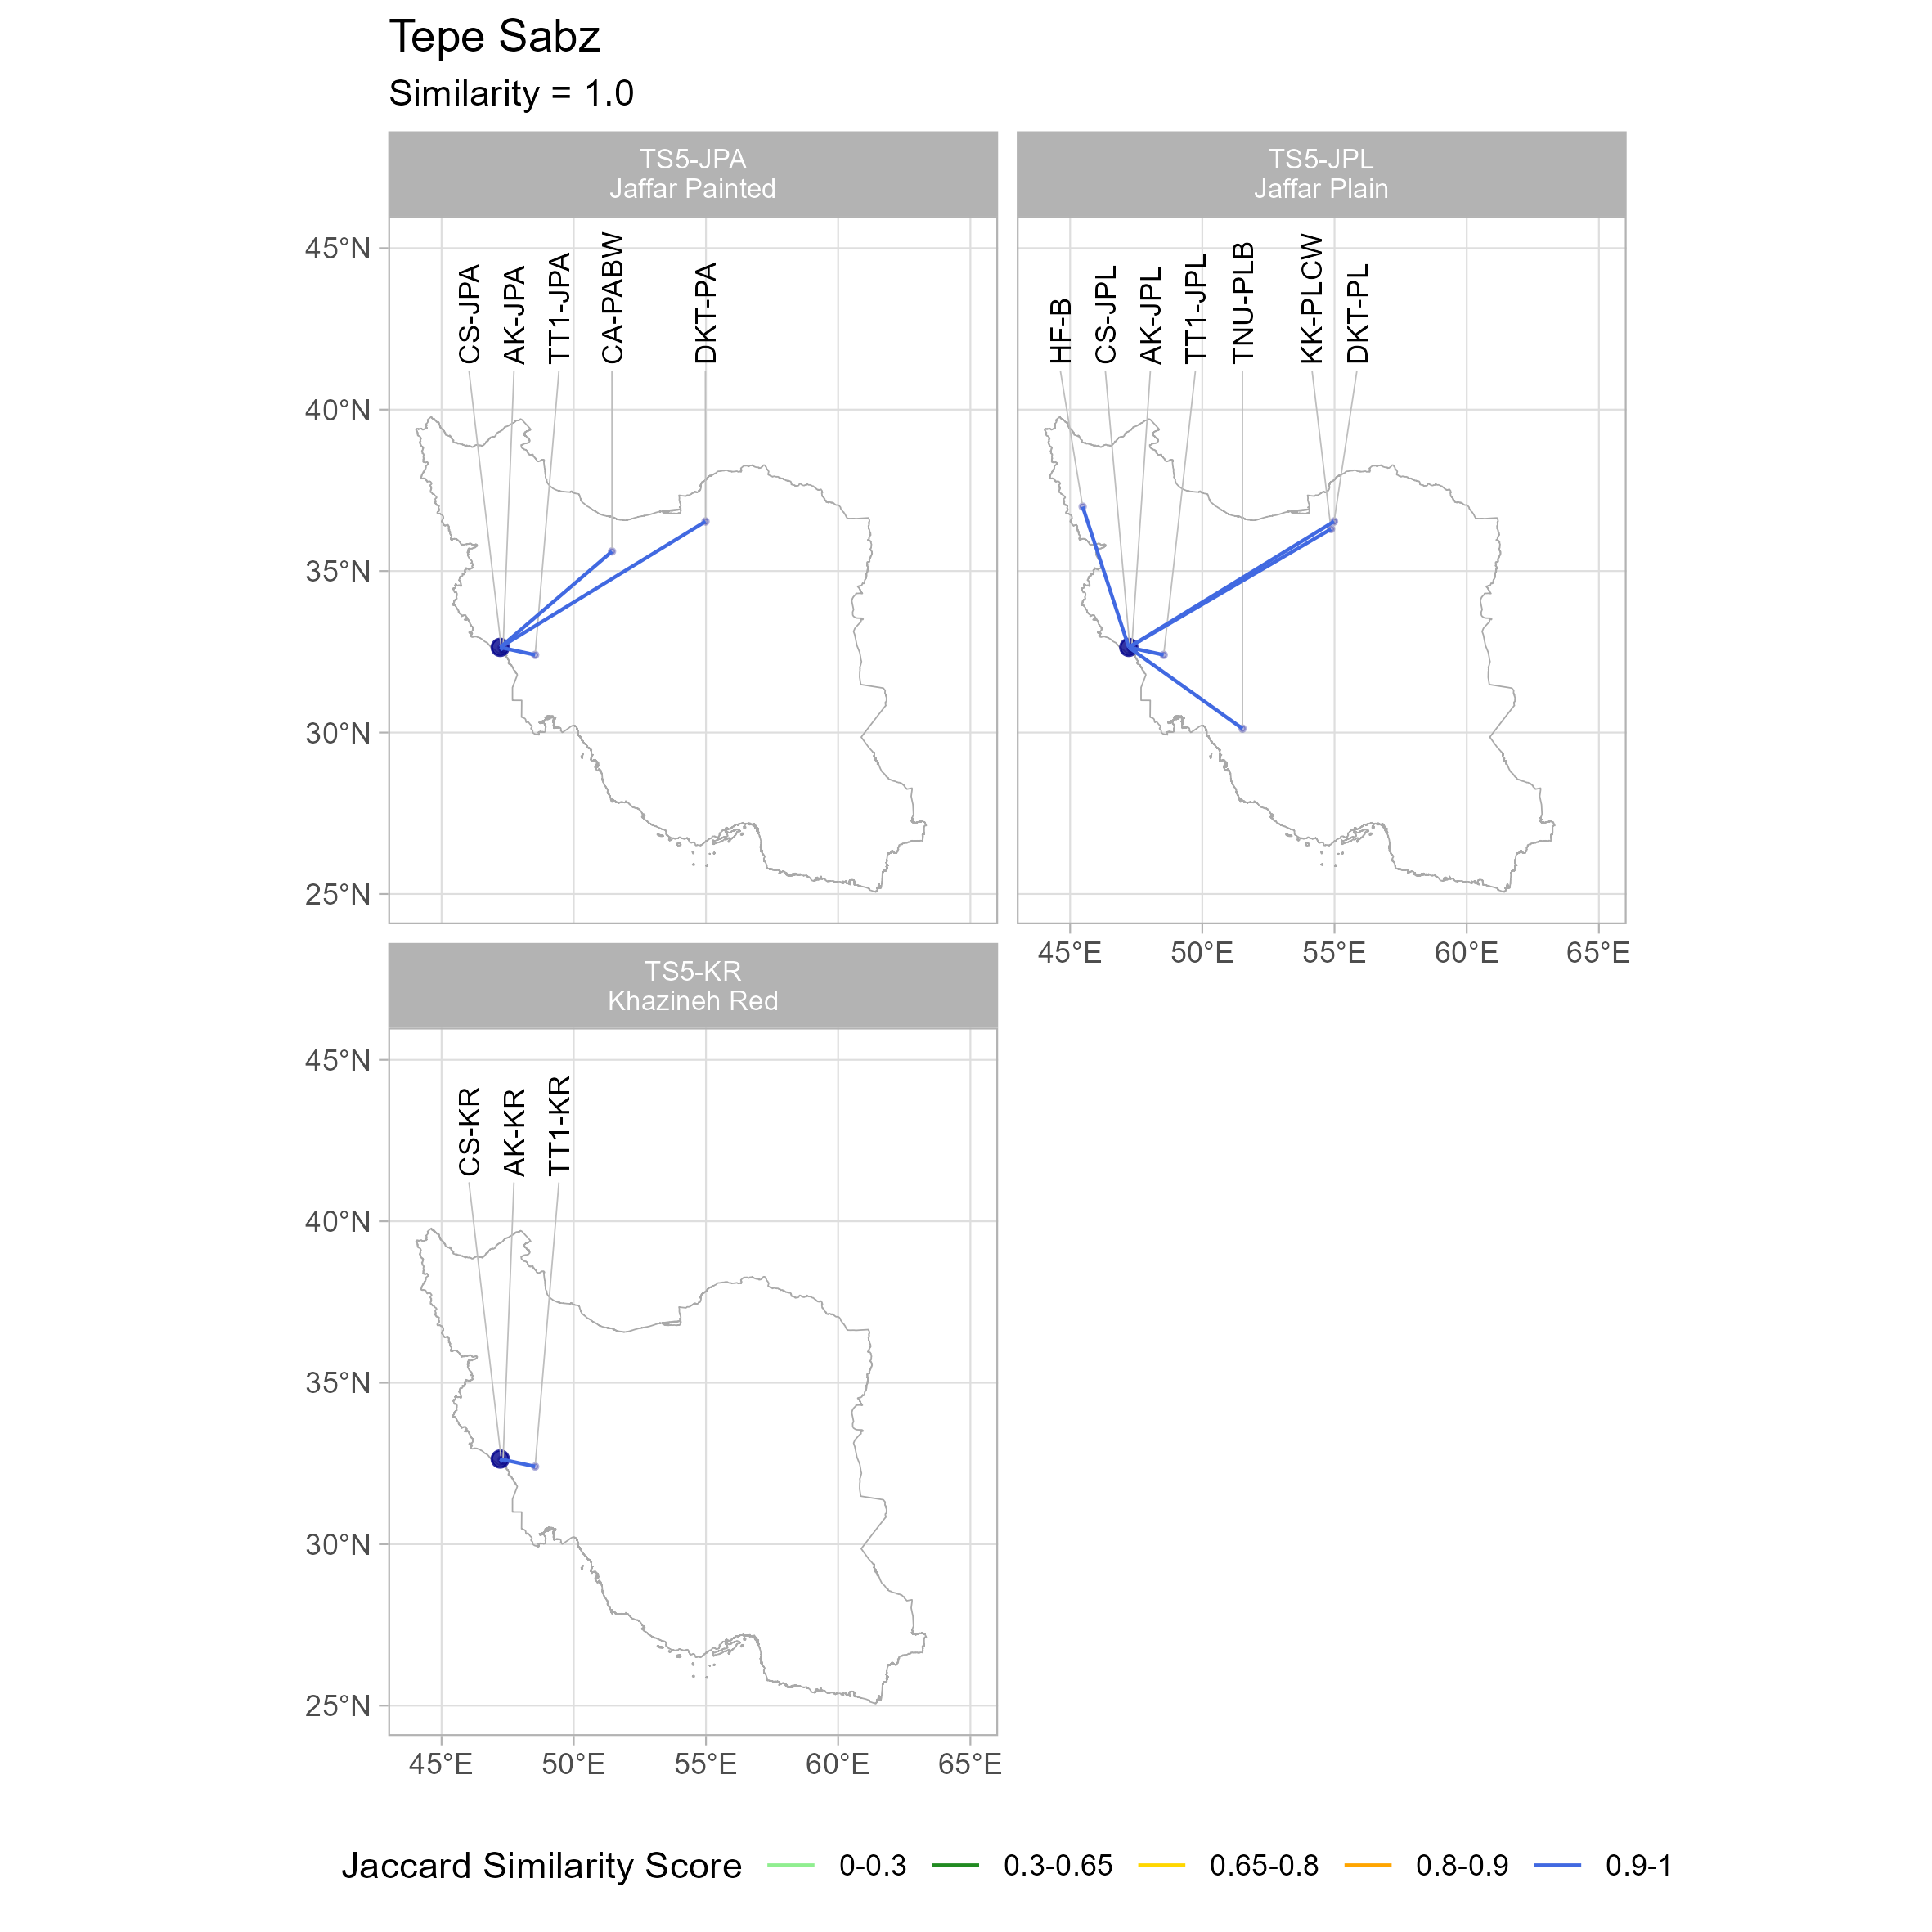 Tepe Sabz
Similarity = 1.0
TS5-JPA
Jaffar Painted
TS5-JPL
Jaffar Plain
45°N
40°N
35°N
30°N
25°N
CS-JPA
AK-JPA
TT1-JPA
CA-PABW
DKT-PA
HF-B
CS-JPL
AK-JPL
TT1-JPL
TNU-PLB
KK-PLCW
DKT-PL
45°E 50°E 55°E 60°E 65°E
TS5-KR
Khazineh Red
45°N
40°N
35°N
30°N
25°N
CS-KR
AK-KR
TT1-KR
45°E 50°E 55°E 60°E 65°E
Jaccard Similarity Score 0-0.3 0.3-0.65 0.65-0.8 0.8-0.9 0.9-1